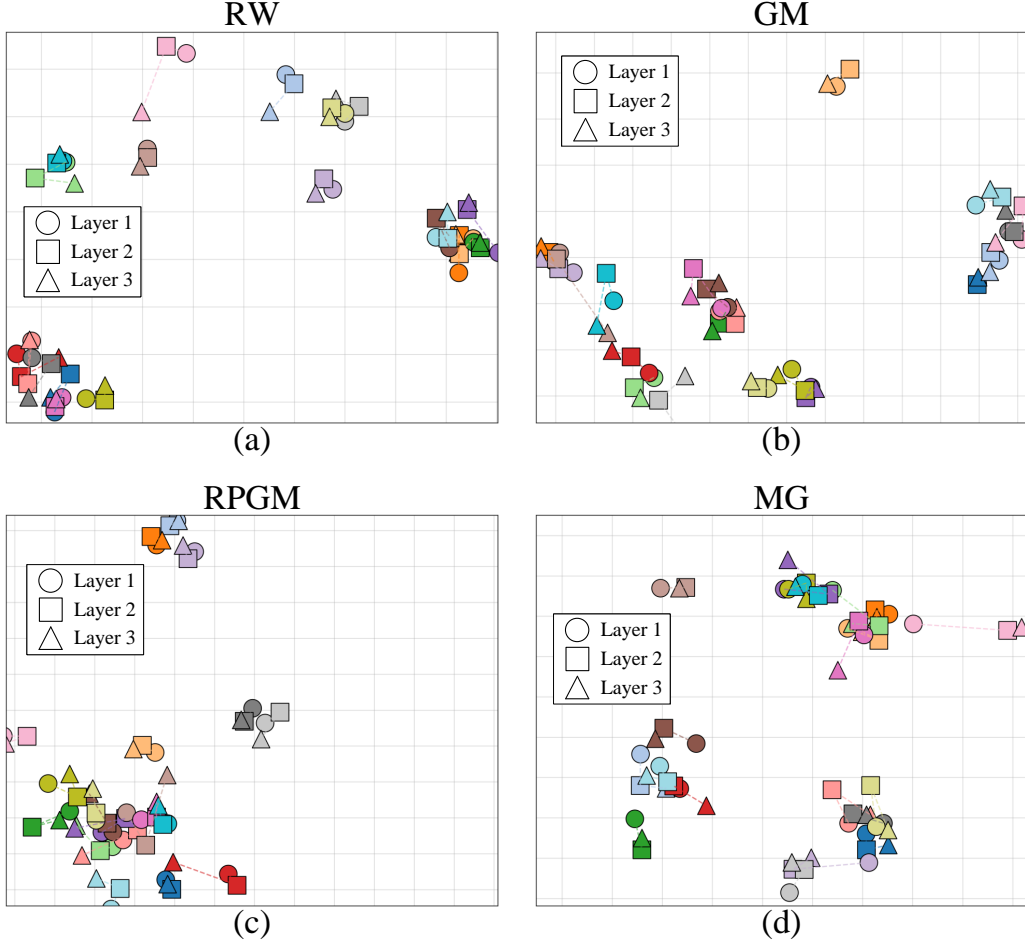 RW
Layer 1
Layer 2
Layer 3
(a)
GM
Layer 1
Layer 2
Layer 3
(b)
RPGM
Layer 1
Layer 2
Layer 3
(c)
MG
Layer 1
Layer 2
Layer 3
(d)